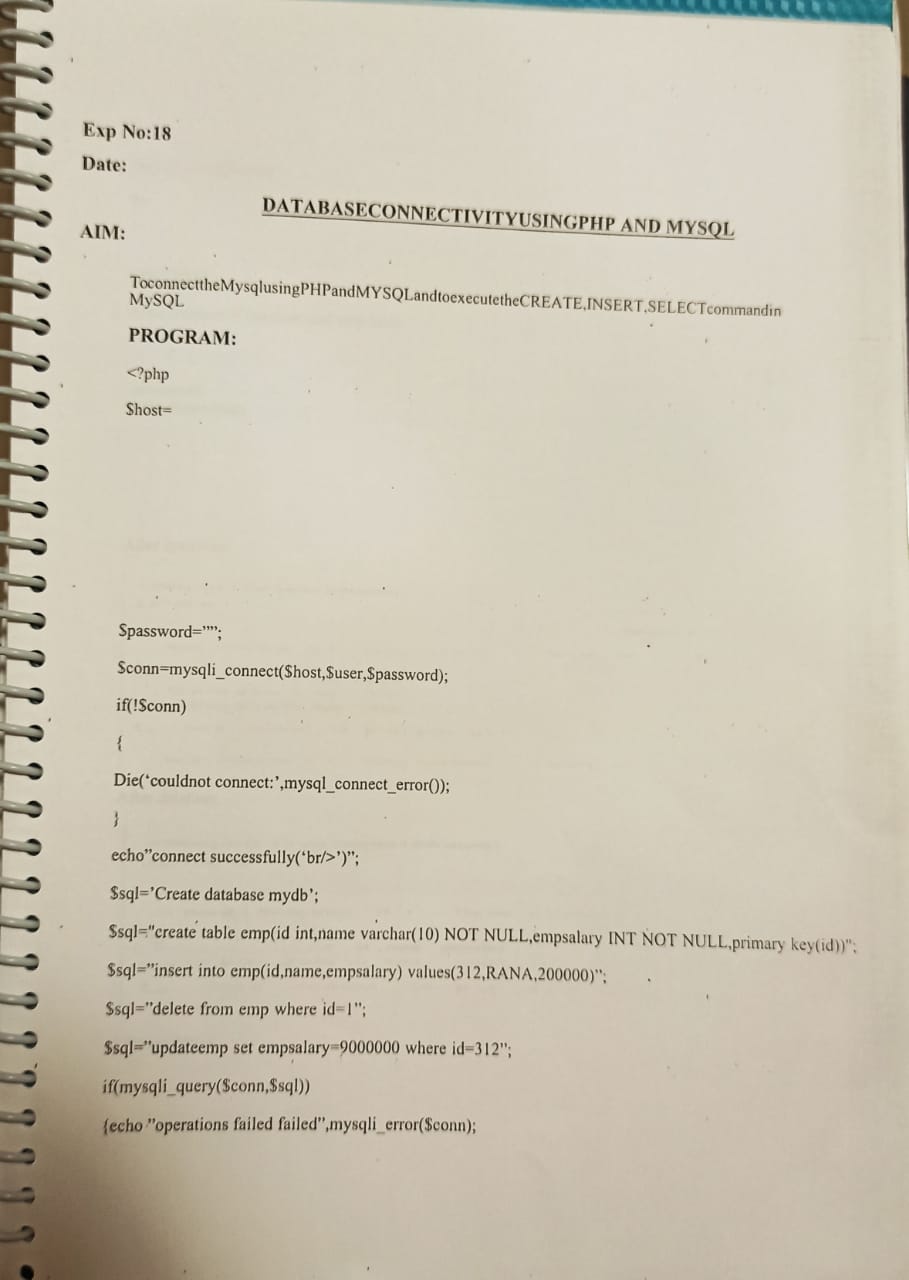 Exp No:18
Date:
DATABASECONNECTIVITYUSINGPHP AND MYSQL
AIM:
ToconnecttheMysqlusingPHPandMYSQLandtoexecutetheCREATE,INSERT,SELECTcommandin
MySQL
PROGRAM:
<?php
$host=
$password=””;
$conn=mysqli_connect($host,$user,$password);
if(!$conn)
{
Die(‘couldnot connect:’,mysql_connect_error());
}
echo”connect successfully(‘br/>’)”;
$sql=’Create database mydb’;
$sql="create table emp(id int,name varchar(10) NOT NULL,empsalary INT NOT NULL,primary key(id))";
$sql=”insert into emp(id,name,empsalary) values(312,RANA,200000)”;
$sql=”delete from emp where id=1”;
$sql=”updateemp set empsalary=9000000 where id=312”;
if(mysqli_query($conn,$sql))
{echo ”operations failed failed”,mysqli_error($conn);